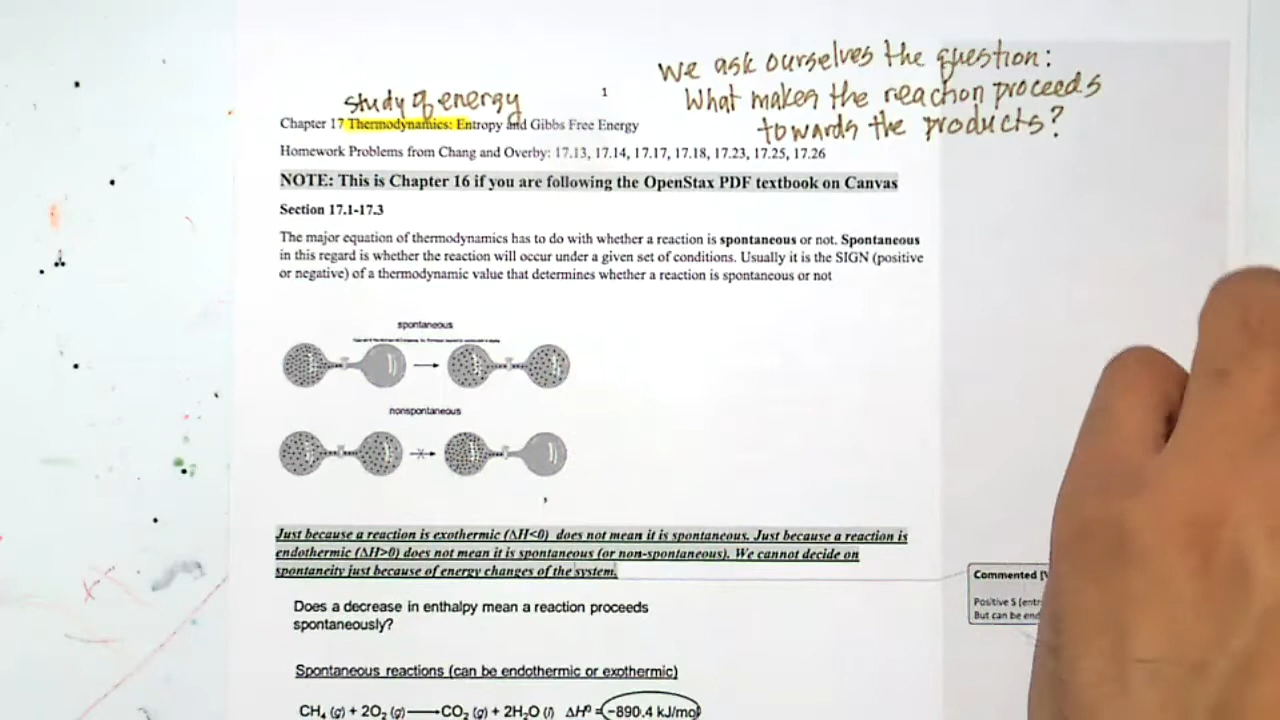 We ask ourselves the question:
What makes the reaction proceeds
towards the products?
study of energy
1
Chapter 17 Thermodynamics: Entropy and Gibbs Free Energy
Homework Problems from Chang and Overby: 17.13, 17.14, 17.17, 17.18, 17.23, 17.25, 17.26
NOTE: This is Chapter 16 if you are following the OpenStax PDF textbook on Canvas
Section 17.1-17.3
The major equation of thermodynamics has to do with whether a reaction is spontaneous or not. Spontaneous
in this regard is whether the reaction will occur under a given set of conditions. Usually it is the SIGN (positive
or negative) of a thermodynamic value that determines whether a reaction is spontaneous or not
spontaneous
nonspontaneous
,
Just because a reaction is exothermic (ΔH<0) does not mean it is spontaneous. Just because a reaction is
endothermic (ΔH>0) does not mean it is spontaneous (or non-spontaneous). We cannot decide on
spontaneity just because of energy changes of the system.
Commented [
Positive S (entr
But can be end
Does a decrease in enthalpy mean a reaction proceeds
spontaneously?
Spontaneous reactions (can be endothermic or exothermic)
CH₄ (g) + 2O₂ (g) ⟶ CO₂ (g) + 2H₂O (l) ΔH⁰ = -890.4 kJ/mol